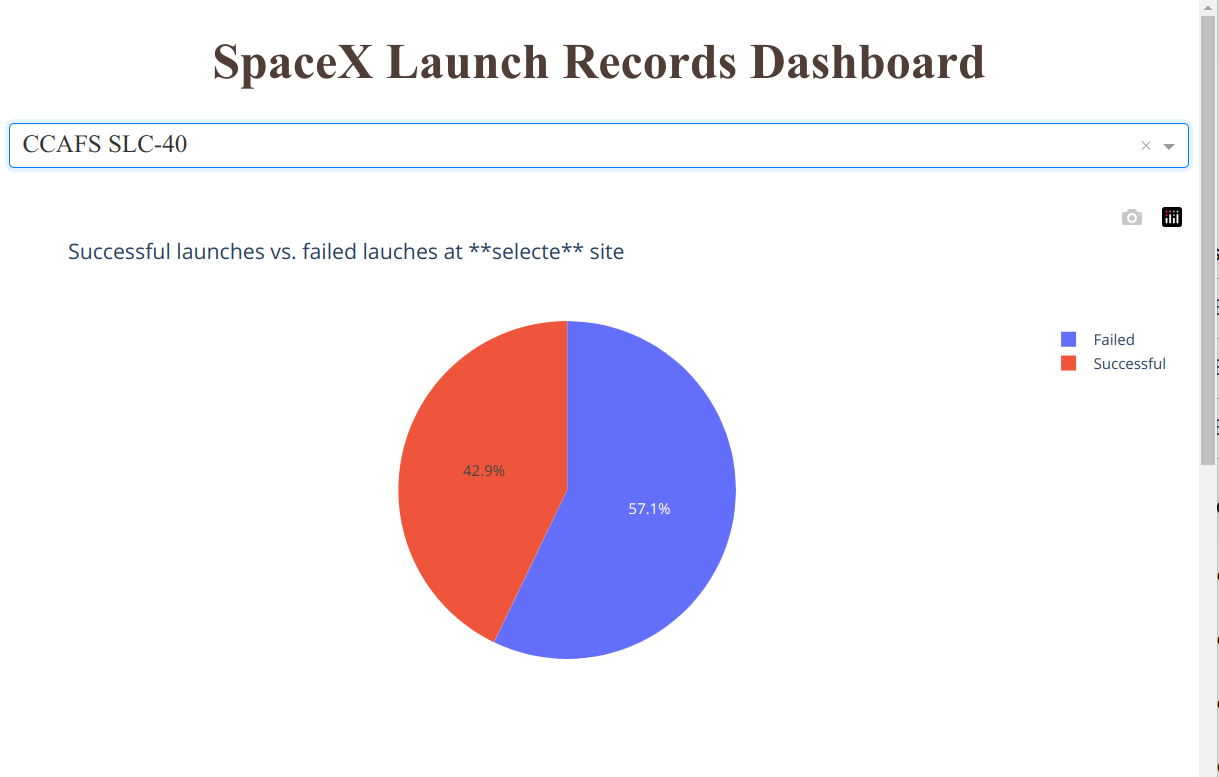 SpaceX Launch Records Dashboard
CCAFS SLC-40
×
Successful launches vs. failed lauches at **selecte** site
Failed
Successful
42.9%
57.1%